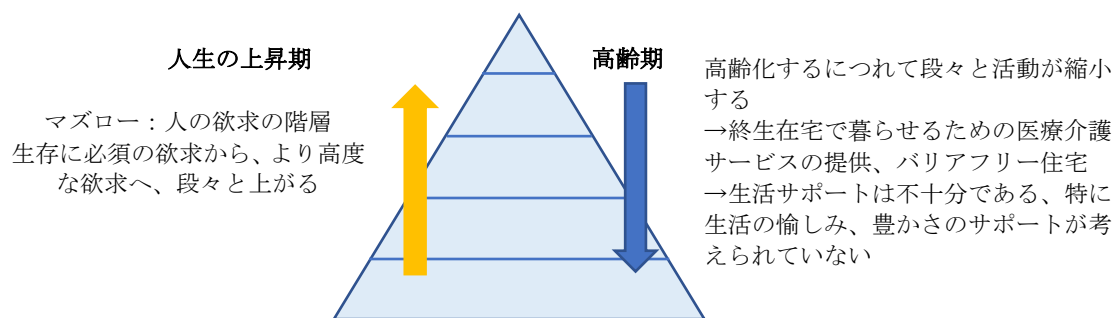 人生の上昇期
マズロー：人の欲求の階層
生存に必須の欲求から、より高度
な欲求へ、段々と上がる
高齢期
高齢化するにつれて段々と活動が縮小
する
→終生在宅で暮らせるための医療介護
サービスの提供、バリアフリー住宅
→生活サポートは不十分である、特に
生活の愉しみ、豊かさのサポートが考
えられていない